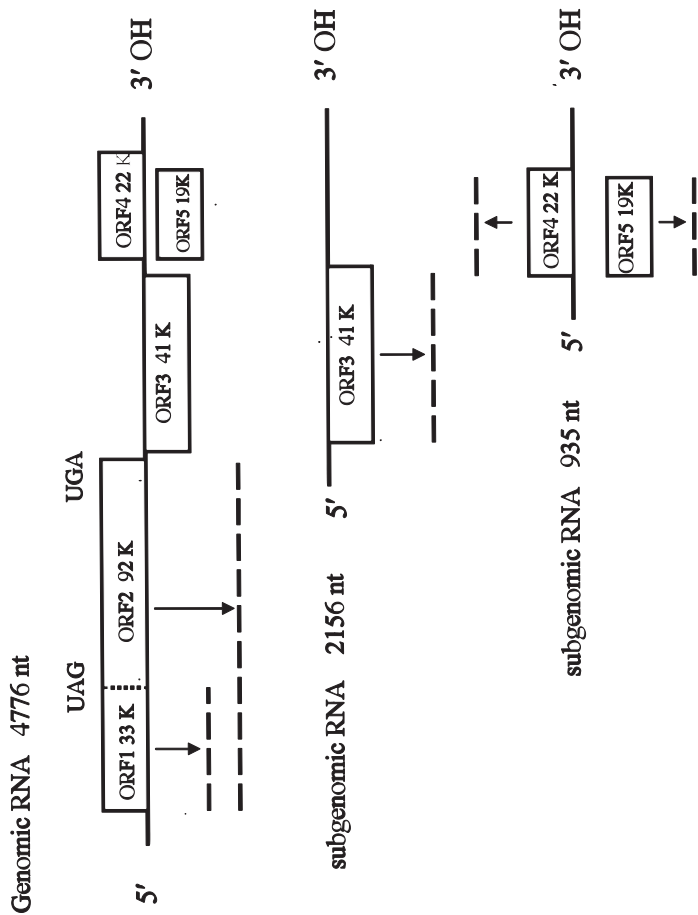 Genomic RNA 4776 nt
UAG
UGA
5′
ORF1 33 K
ORF2 92 K
ORF3 41 K
ORF4 22 K
ORF5 19K
3′ OH
subgenomic RNA 2156 nt
5′
ORF3 41 K
3′ OH
subgenomic RNA 935 nt
5′
ORF4 22 K
ORF5 19K
3′ OH